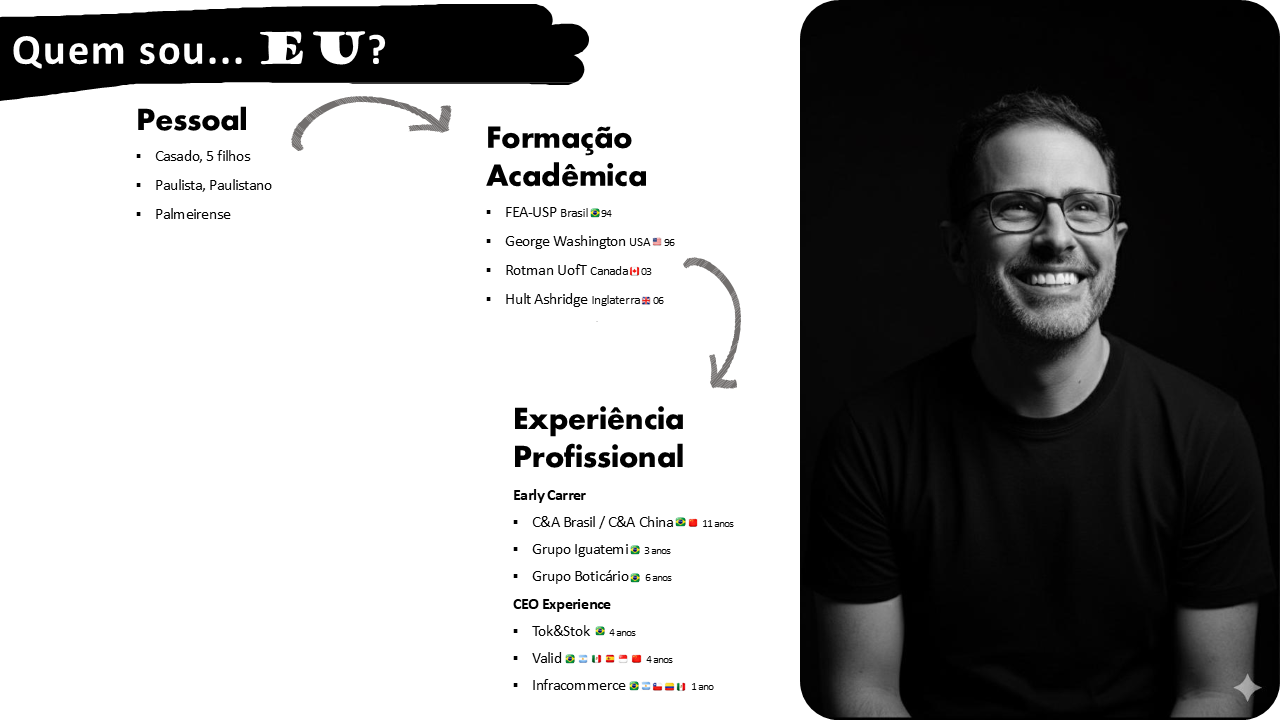 Quem sou... EU?
Pessoal
▪ Casado, 5 filhos
▪ Paulista, Paulistano
▪ Palmeirense
Formação
Acadêmica
▪ FEA-USP Brasil 94
▪ George Washington USA 96
▪ Rotman UofT Canada 03
▪ Hult Ashridge Inglaterra 06
Experiência
Profissional
Early Carrer
▪ C&A Brasil / C&A China 11 anos
▪ Grupo Iguatemi 3 anos
▪ Grupo Boticário 6 anos
CEO Experience
▪ Tok&Stok 4 anos
▪ Valid 4 anos
▪ Infracommerce 1 ano